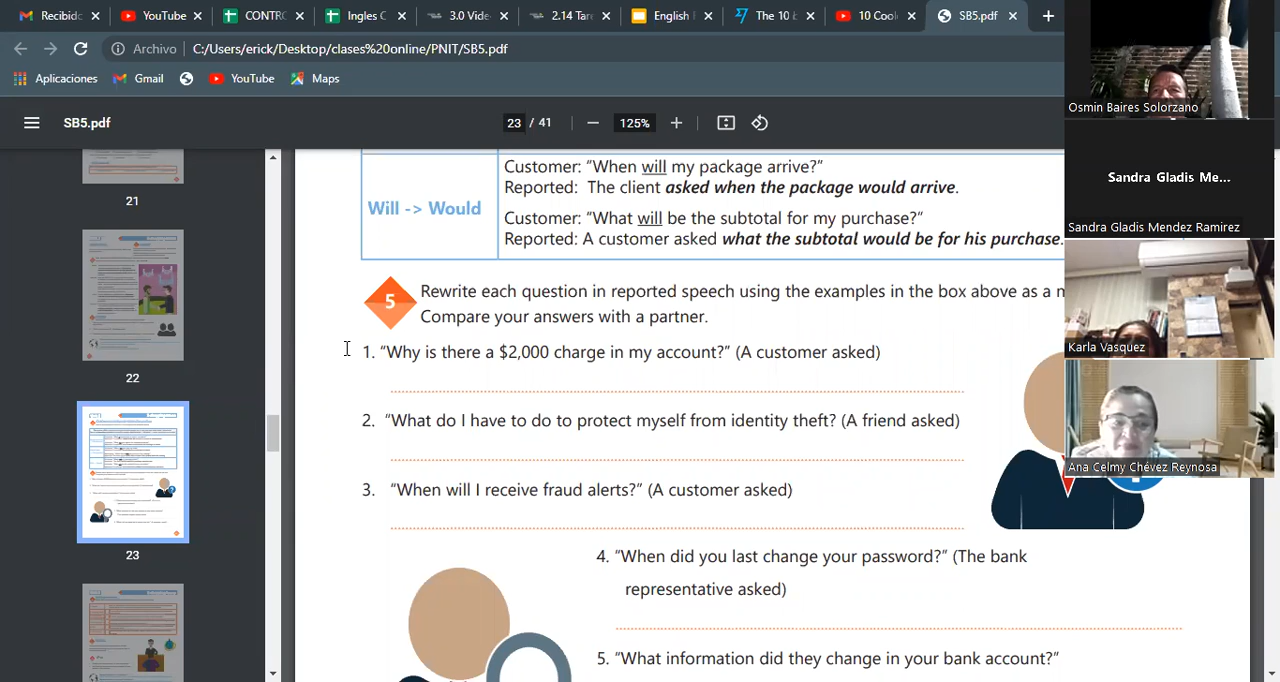 Recibido
YouTube
CONTRO
Ingles C
3.0 Vide
2.14 Tar
English F
The 10 b
10 Cool
SB5.pdf
Archivo C:/Users/erick/Desktop/clases%20online/PNIT/SB5.pdf
Aplicaciones Gmail YouTube Maps
SB5.pdf 23 / 41 125%
21
22
23
Customer: "When will my package arrive?"
Reported: The client asked when the package would arrive.
Will -> Would
Customer: "What will be the subtotal for my purchase?"
Reported: A customer asked what the subtotal would be for his purchase.
5
Rewrite each question in reported speech using the examples in the box above as a m
Compare your answers with a partner.
1. "Why is there a $2,000 charge in my account?" (A customer asked)
2. "What do I have to do to protect myself from identity theft? (A friend asked)
3. "When will I receive fraud alerts?" (A customer asked)
4. "When did you last change your password?" (The bank
representative asked)
5. "What information did they change in your bank account?"
Osmin Baires Solorzano
Sandra Gladis Me...
Sandra Gladis Mendez Ramirez
Karla Vasquez
Ana Celmy Chévez Reynosa